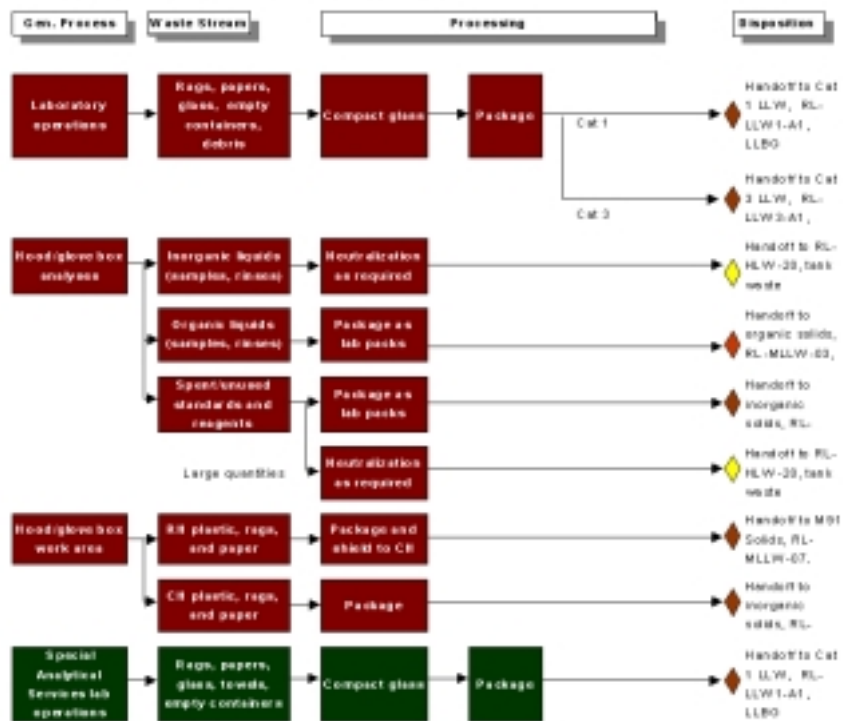 Gen. Process
Waste Stream
Processing
Disposition
Laboratory
operations
Rags, papers,
glass, empty
containers,
debris
Compact glass
Package
Cat 1
Handoff to Cat
1 LLW, RL-
LLW1-A1,
LLBG
Cat 3
Handoff to Cat
3 LLW, RL-
LLW3-A1,
Hood/glove box
analyses
Inorganic liquids
(samples, rinses)
Neutralization
as required
Handoff to RL-
HLW-20, tank
waste
Organic liquids
(samples, rinses)
Package as
lab packs
Handoff to
organic solids,
RL-MLLW-03,
Spent/unused
standards and
reagents
Package as
lab packs
Handoff to
inorganic
solids, RL-
Large quantities
Neutralization
as required
Handoff to RL-
HLW-20, tank
waste
Hood/glove box
work area
RH plastic, rags,
and paper
Package and
shield to CH
Handoff to M91
Solids, RL-
MLLW-07,
CH plastic, rags,
and paper
Package
Handoff to
inorganic
solids, RL-
Special
Analytical
Services lab
operations
Rags, papers,
glass, towels,
empty containers
Compact glass
Package
Handoff to Cat
1 LLW, RL-
LLW1-A1,
LLBG